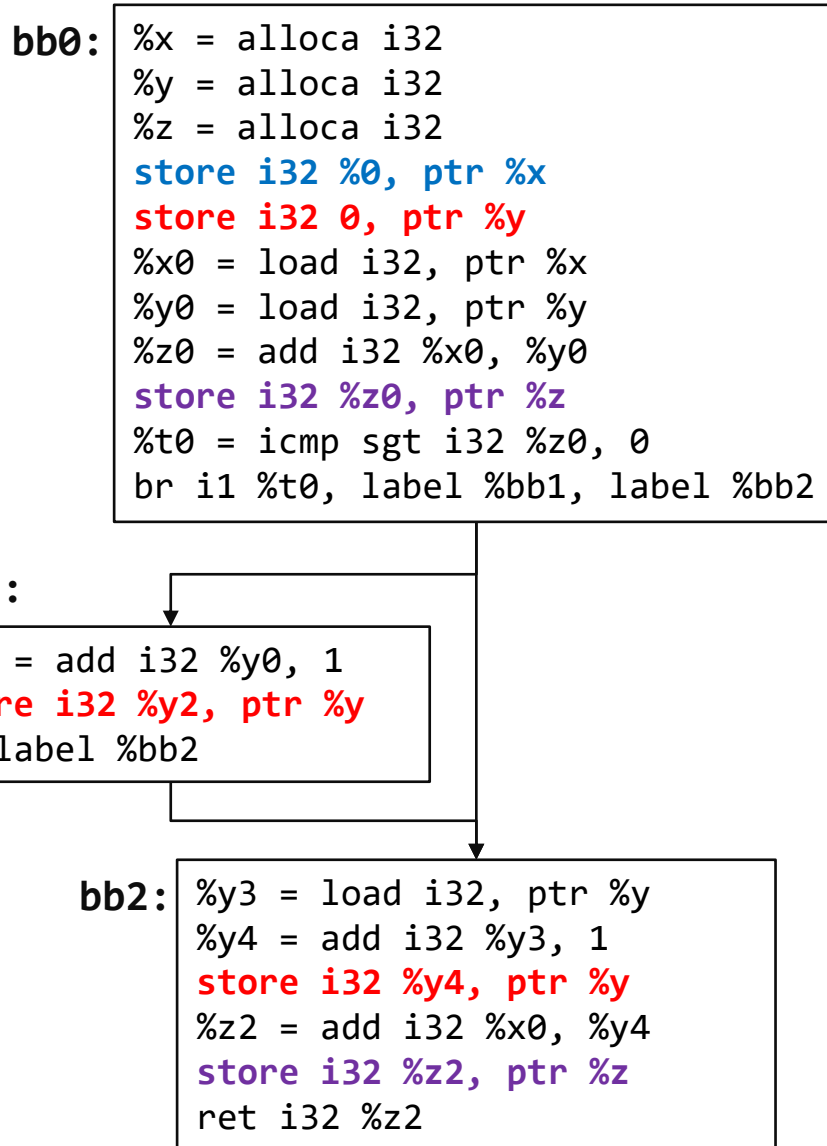 bb0:
%x = alloca i32
%y = alloca i32
%z = alloca i32
store i32 %0, ptr %x
store i32 0, ptr %y
%x0 = load i32, ptr %x
%y0 = load i32, ptr %y
%z0 = add i32 %x0, %y0
store i32 %z0, ptr %z
%t0 = icmp sgt i32 %z0, 0
br i1 %t0, label %bb1, label %bb2
:
= add i32 %y0, 1
re i32 %y2, ptr %y
label %bb2
bb2:
%y3 = load i32, ptr %y
%y4 = add i32 %y3, 1
store i32 %y4, ptr %y
%z2 = add i32 %x0, %y4
store i32 %z2, ptr %z
ret i32 %z2